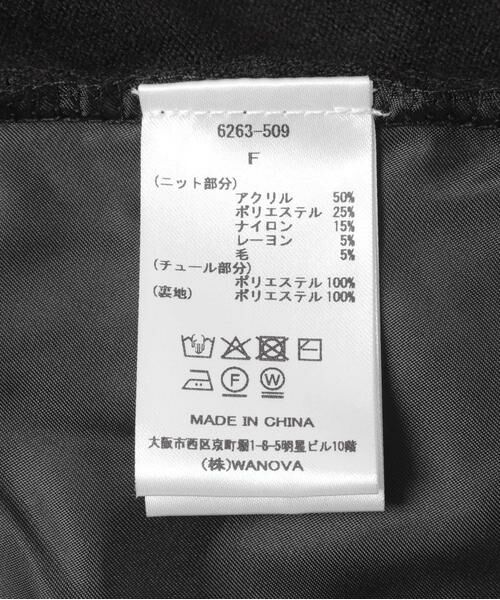 6263-509
F
(ニット部分)
アクリル 50%
ポリエステル 25%
ナイロン 15%
レーヨン 5%
毛 5%
(チュール部分)
ポリエステル 100%
(裏地) ポリエステル 100%
F W
MADE IN CHINA
大阪市西区京町堀1-8-5明星ビル10階
(株)WANOVA